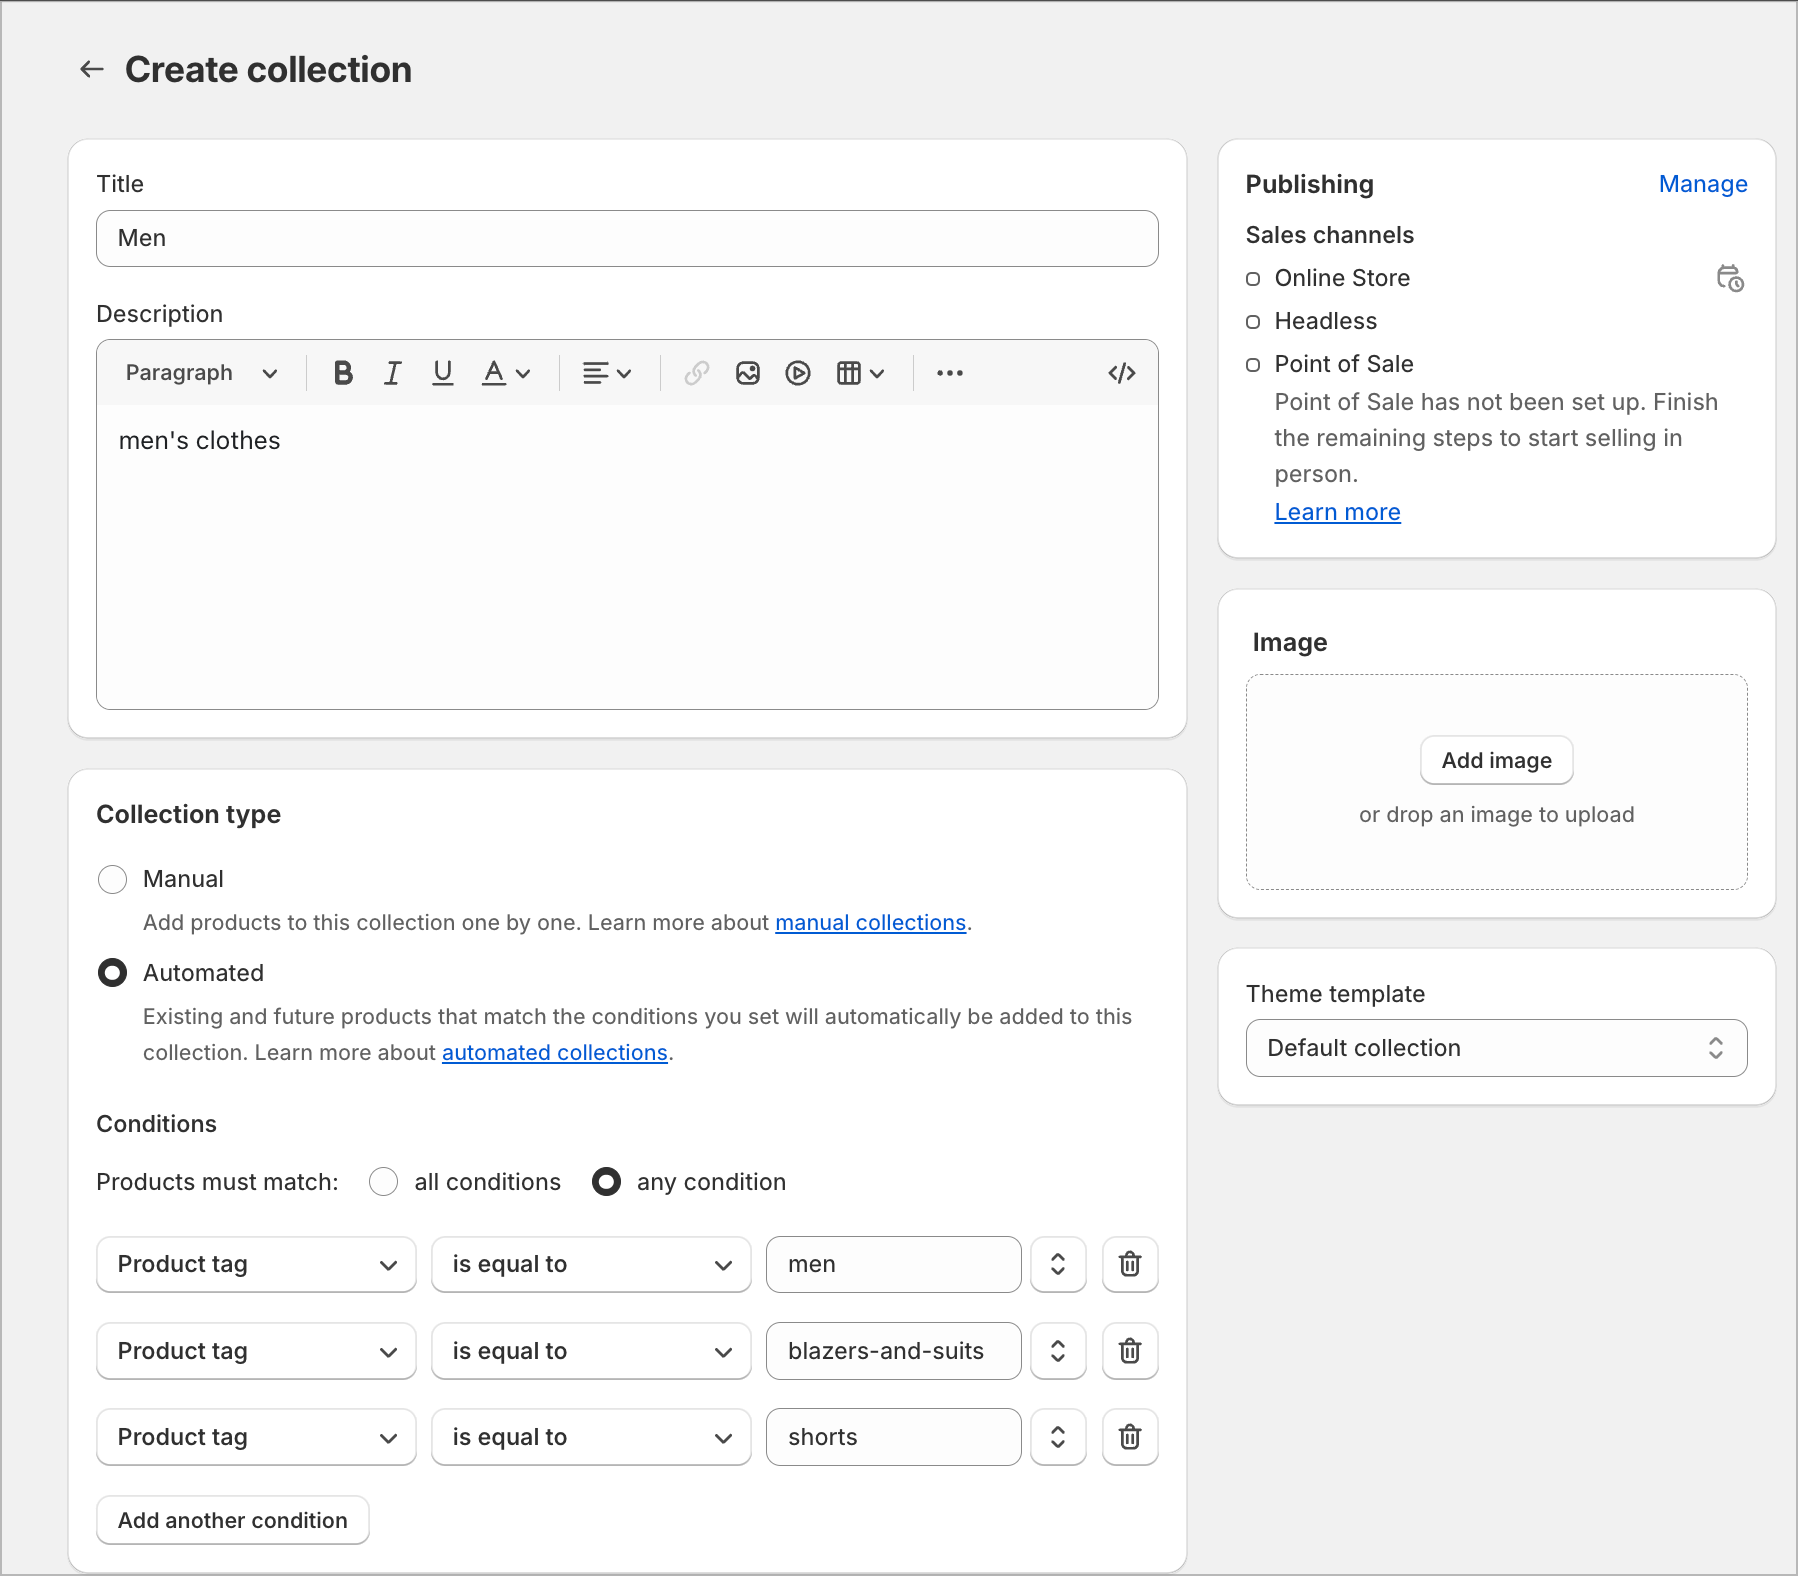 Create collection
Title
Men
Description
Paragraph
men's clothes
Collection type
Manual
Add products to this collection one by one. Learn more about manual collections.
Automated
Existing and future products that match the conditions you set will automatically be added to this
collection. Learn more about automated collections.
Conditions
Products must match: all conditions any condition
Product tag is equal to men
Product tag is equal to blazers-and-suits
Product tag is equal to shorts
Add another condition
Publishing Manage
Sales channels
Online Store
Headless
Point of Sale
Point of Sale has not been set up. Finish
the remaining steps to start selling in
person.
Learn more
Image
Add image
or drop an image to upload
Theme template
Default collection